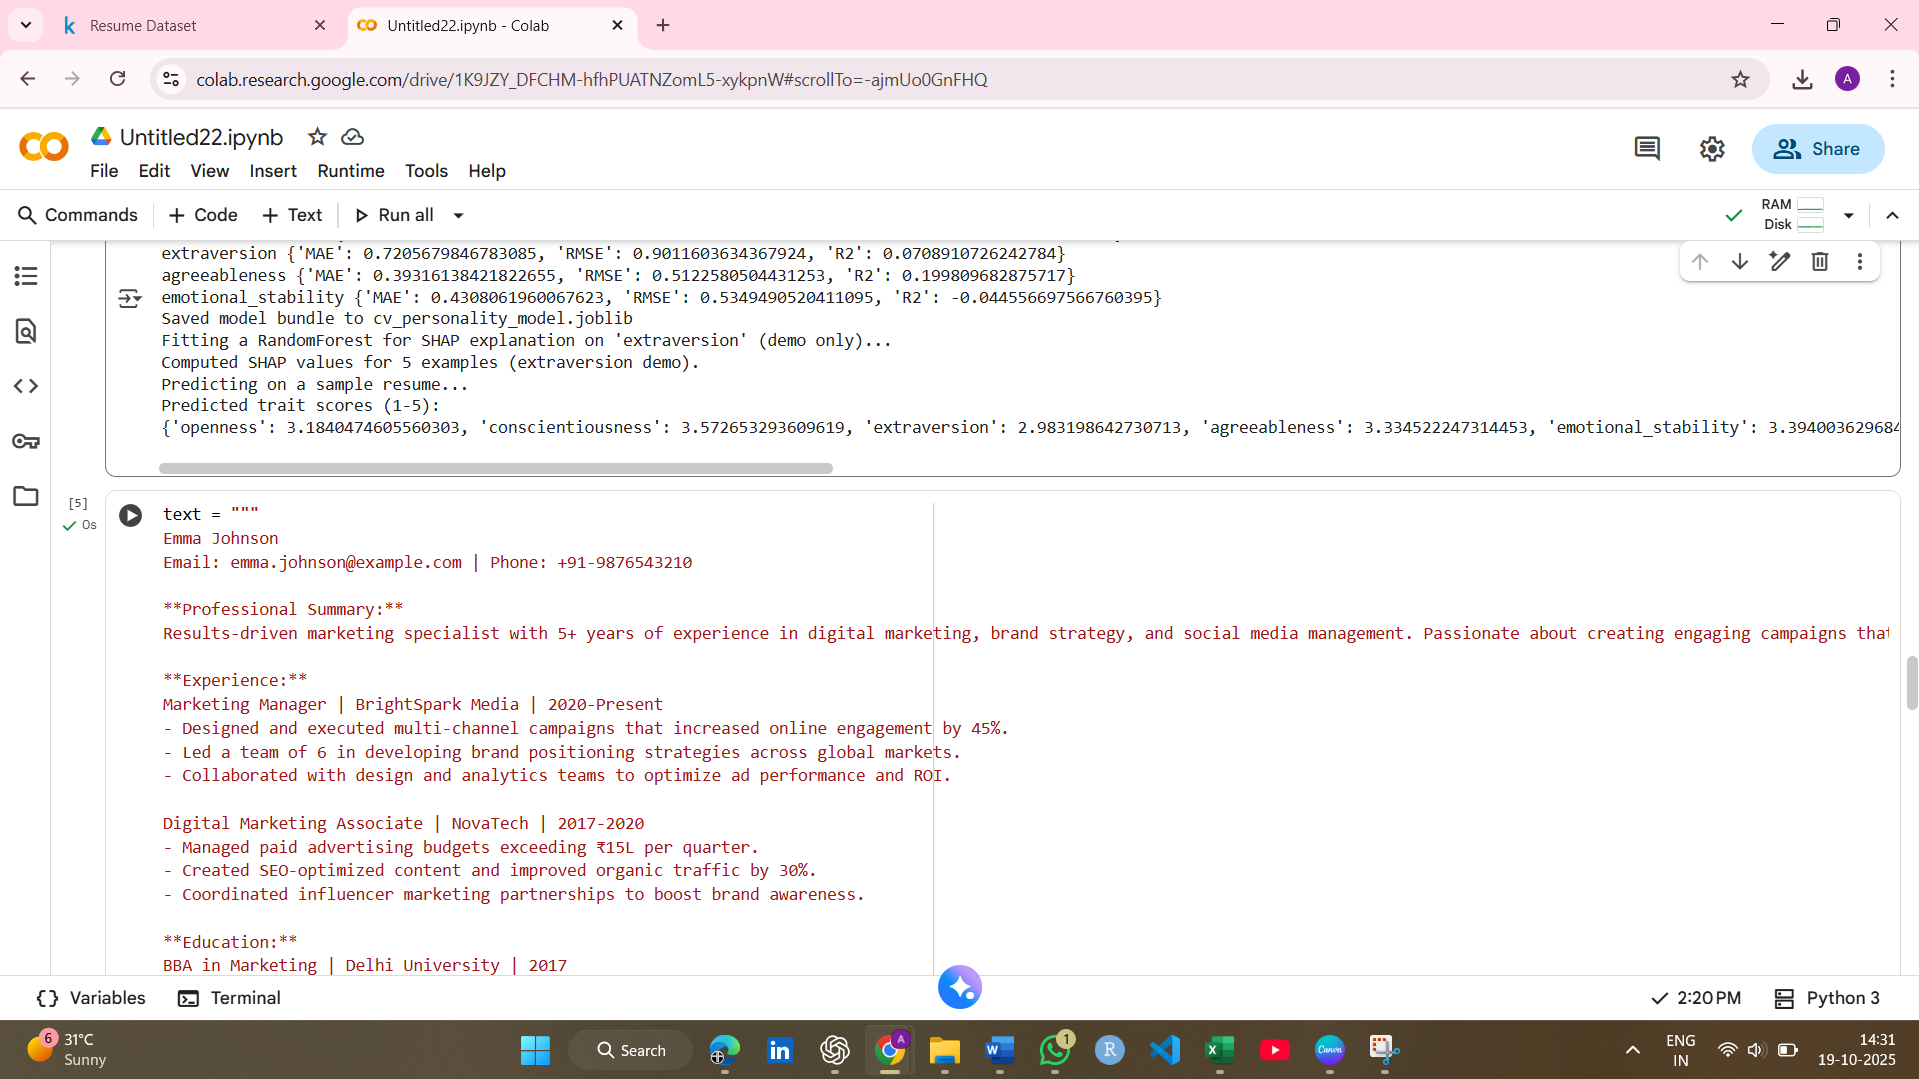 Resume Dataset
Untitled22.ipynb - Colab
colab.research.google.com/drive/1K9JZY_DFCHM-hfhPUATNZomL5-xykpnW#scrollTo=-ajmUo0GnFHQ
A
Untitled22.ipynb
File Edit View Insert Runtime Tools Help
Share
Commands + Code + Text Run all
RAM
Disk
extraversion {'MAE': 0.7205679846783085, 'RMSE': 0.9011603634367924, 'R2': 0.0708910726242784}
agreeableness {'MAE': 0.39316138421822655, 'RMSE': 0.5122580504431253, 'R2': 0.199809682875717}
emotional_stability {'MAE': 0.4308061960067623, 'RMSE': 0.5349490520411095, 'R2': -0.044556697566760395}
Saved model bundle to cv_personality_model.joblib
Fitting a RandomForest for SHAP explanation on 'extraversion' (demo only)...
Computed SHAP values for 5 examples (extraversion demo).
Predicting on a sample resume...
Predicted trait scores (1-5):
{'openness': 3.1840474605560303, 'conscientiousness': 3.572653293609619, 'extraversion': 2.983198642730713, 'agreeableness': 3.334522247314453, 'emotional_stability': 3.394003629684
[5]
0s
text = """
Emma Johnson
Email: emma.johnson@example.com | Phone: +91-9876543210
**Professional Summary:**
Results-driven marketing specialist with 5+ years of experience in digital marketing, brand strategy, and social media management. Passionate about creating engaging campaigns that
**Experience:**
Marketing Manager | BrightSpark Media | 2020-Present
- Designed and executed multi-channel campaigns that increased online engagement by 45%.
- Led a team of 6 in developing brand positioning strategies across global markets.
- Collaborated with design and analytics teams to optimize ad performance and ROI.
Digital Marketing Associate | NovaTech | 2017-2020
- Managed paid advertising budgets exceeding ₹15L per quarter.
- Created SEO-optimized content and improved organic traffic by 30%.
- Coordinated influencer marketing partnerships to boost brand awareness.
**Education:**
BBA in Marketing | Delhi University | 2017
Variables Terminal
2:20 PM Python 3
6
31°C
Sunny
Search
A
1
Canva
ENG
IN
14:31
19-10-2025